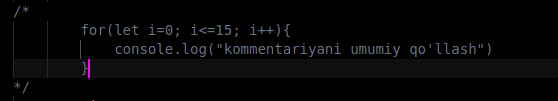 /*
for(let i=0; i<=15; i++){
console.log("kommentariyani umumiy qo'llash")
}
*/